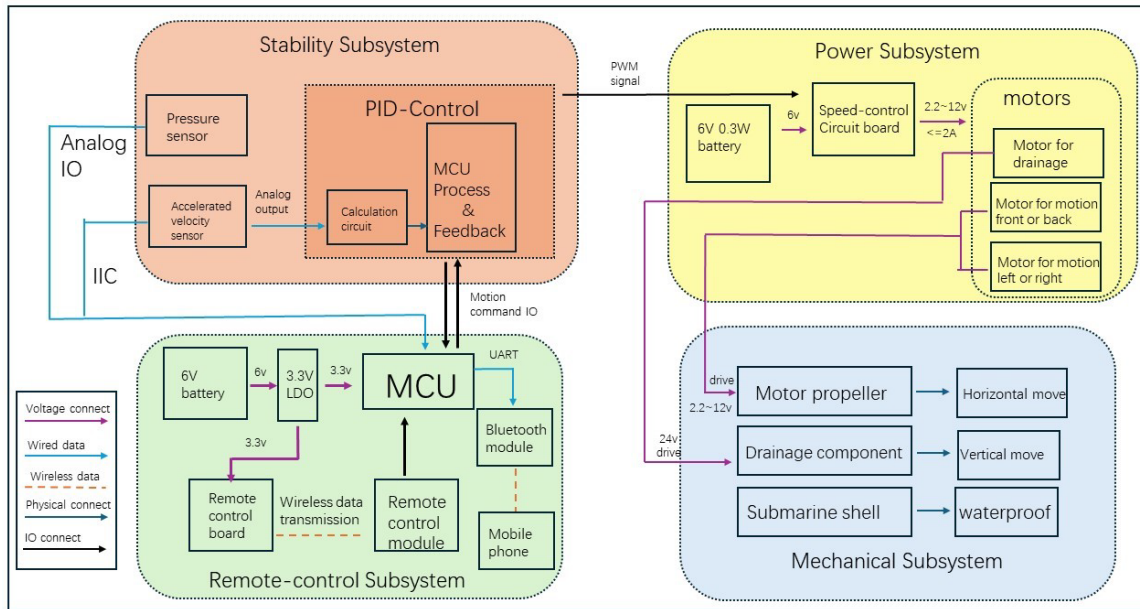 Stability Subsystem
Pressure
sensor
Analog
IO
Accelerated
velocity
sensor
IIC
Analog
output
PID-Control
Calculation
circuit
MCU
Process
&
Feedback
PWM
signal
Motion
command IO
Power Subsystem
6V 0.3W
battery
6v
Speed-control
Circuit board
2.2~12v
<=2A
motors
Motor for
drainage
Motor for motion
front or back
Motor for motion
left or right
Voltage connect
Wired data
Wireless data
Physical connect
IO connect
6V
battery
6v
3.3V
LDO
3.3v
MCU
UART
Bluetooth
module
3.3v
Remote
control
board
Wireless data
transmission
Remote
control
module
Mobile
phone
Remote-control Subsystem
drive
2.2~12v
Motor propeller
Horizontal move
24v
drive
Drainage component
Vertical move
Submarine shell
waterproof
Mechanical Subsystem